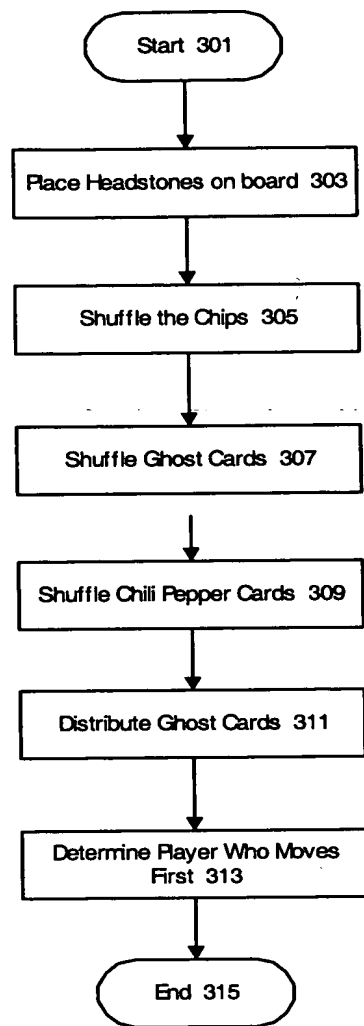 Start 301
Place Headstones on board 303
Shuffle the Chips 305
Shuffle Ghost Cards 307
Shuffle Chili Pepper Cards 309
Distribute Ghost Cards 311
Determine Player Who Moves
First 313
End 315